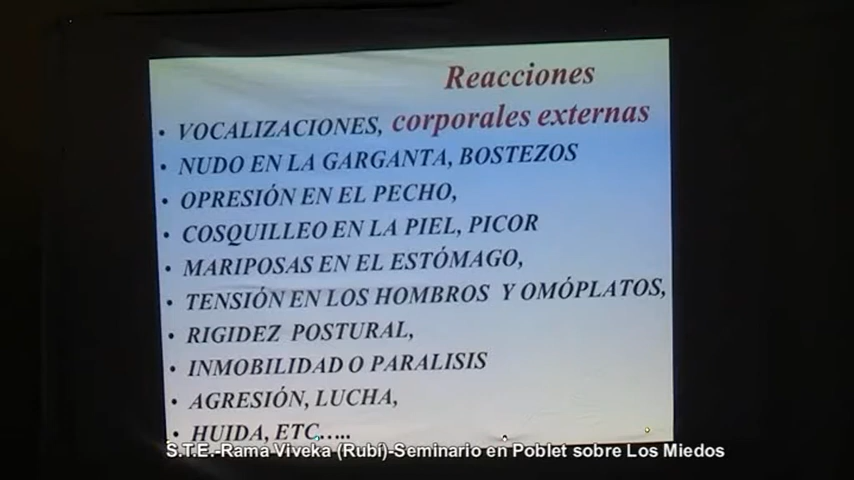 Reacciones
corporales externas
• VOCALIZACIONES,
• NUDO EN LA GARGANTA, BOSTEZOS
• OPRESIÓN EN EL PECHO,
• COSQUILLEO EN LA PIEL, PICOR
• MARIPOSAS EN EL ESTÓMAGO,
• TENSIÓN EN LOS HOMBROS Y OMÓPLATOS,
• RIGIDEZ POSTURAL,
• INMOBILIDAD O PARALISIS
• AGRESIÓN, LUCHA,
• HUIDA, ETC.....
S.T.E.-Rama Viveka (Rubí)-Seminario en Poblet sobre Los Miedos